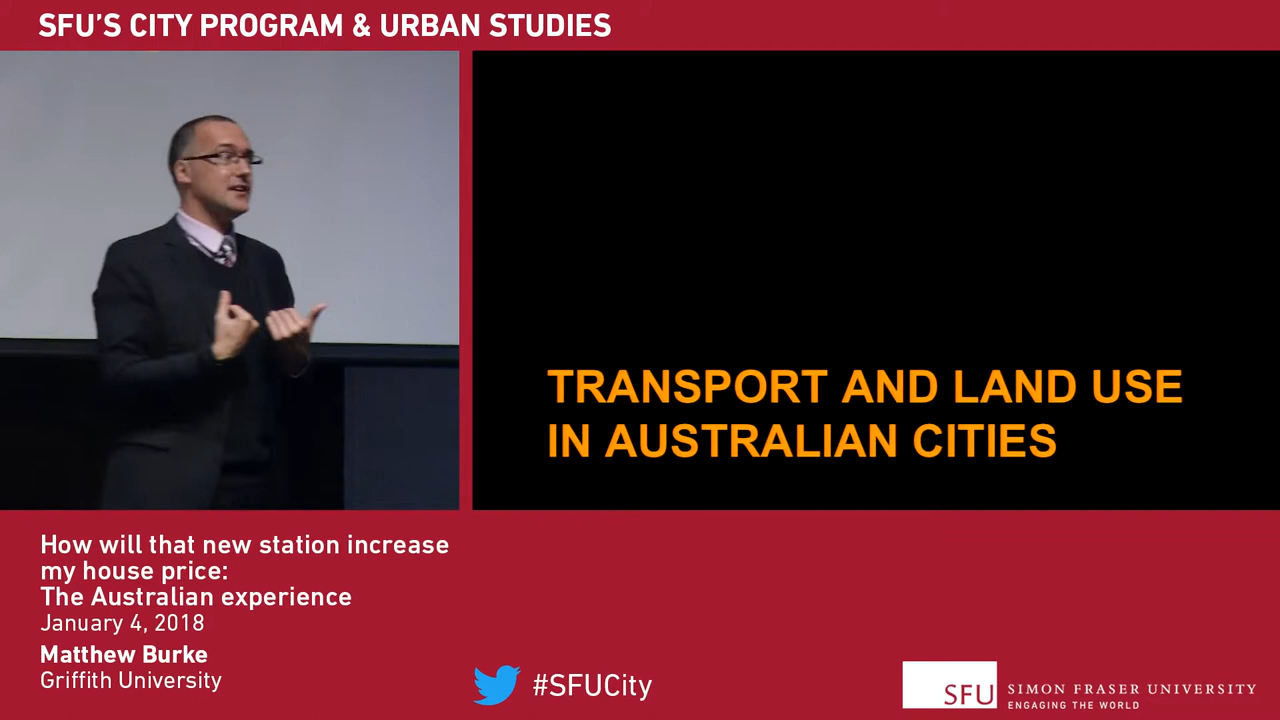 SFU'S CITY PROGRAM & URBAN STUDIES
TRANSPORT AND LAND USE
IN AUSTRALIAN CITIES
How will that new station increase
my house price:
The Australian experience
January 4, 2018
Matthew Burke
Griffith University
#SFUCity
SFU
SIMON FRASER UNIVERSITY
ENGAGING THE WORLD